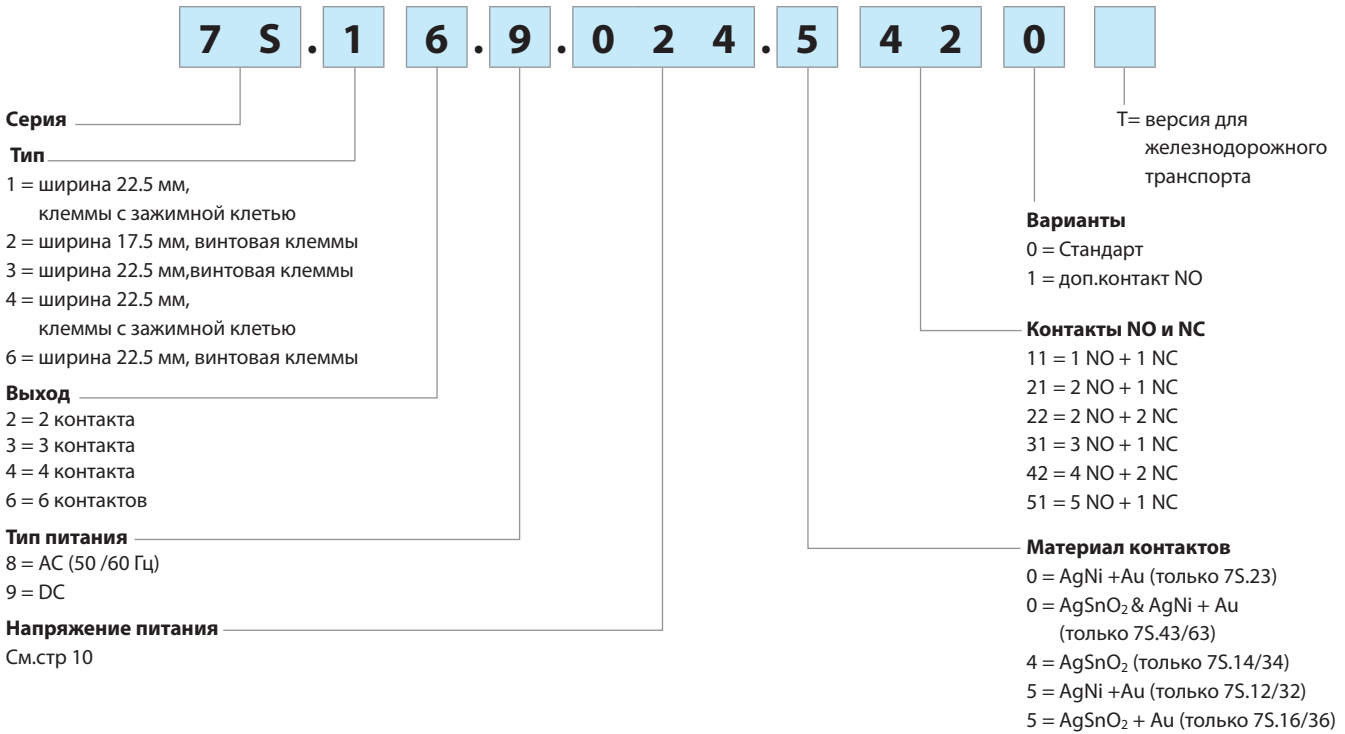 7 S . 1 6 . 9 . 0 2 4 . 5 4 2 0
Серия
Тип
1 = ширина 22.5 мм,
клеммы с зажимной клетью
2 = ширина 17.5 мм, винтовая клеммы
3 = ширина 22.5 мм,винтовая клеммы
4 = ширина 22.5 мм,
клеммы с зажимной клетью
6 = ширина 22.5 мм, винтовая клеммы
Выход
2 = 2 контакта
3 = 3 контакта
4 = 4 контакта
6 = 6 контактов
Тип питания
8 = AC (50 /60 Гц)
9 = DC
Напряжение питания
См.стр 10
T= версия для
железнодорожного
транспорта
Варианты
0 = Стандарт
1 = доп.контакт NO
Контакты NO и NC
11 = 1 NO + 1 NC
21 = 2 NO + 1 NC
22 = 2 NO + 2 NC
31 = 3 NO + 1 NC
42 = 4 NO + 2 NC
51 = 5 NO + 1 NC
Материал контактов
0 = AgNi +Au (только 7S.23)
0 = AgSnO₂ & AgNi + Au
(только 7S.43/63)
4 = AgSnO₂ (только 7S.14/34)
5 = AgNi +Au (только 7S.12/32)
5 = AgSnO₂ + Au (только 7S.16/36)